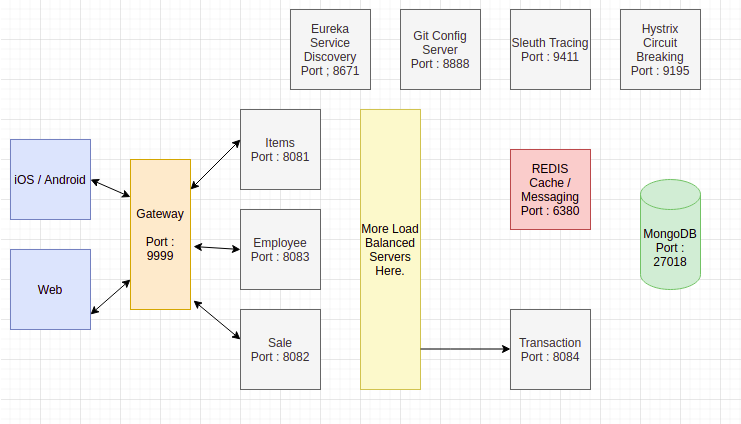 Eureka
Service
Discovery
Port ; 8671
Git Config
Server
Port : 8888
Sleuth Tracing
Port : 9411
Hystrix
Circuit
Breaking
Port : 9195
iOS / Android
Web
Gateway
Port :
9999
Items
Port : 8081
Employee
Port : 8083
Sale
Port : 8082
More Load
Balanced
Servers
Here.
REDIS
Cache /
Messaging
Port : 6380
MongoDB
Port :
27018
Transaction
Port : 8084